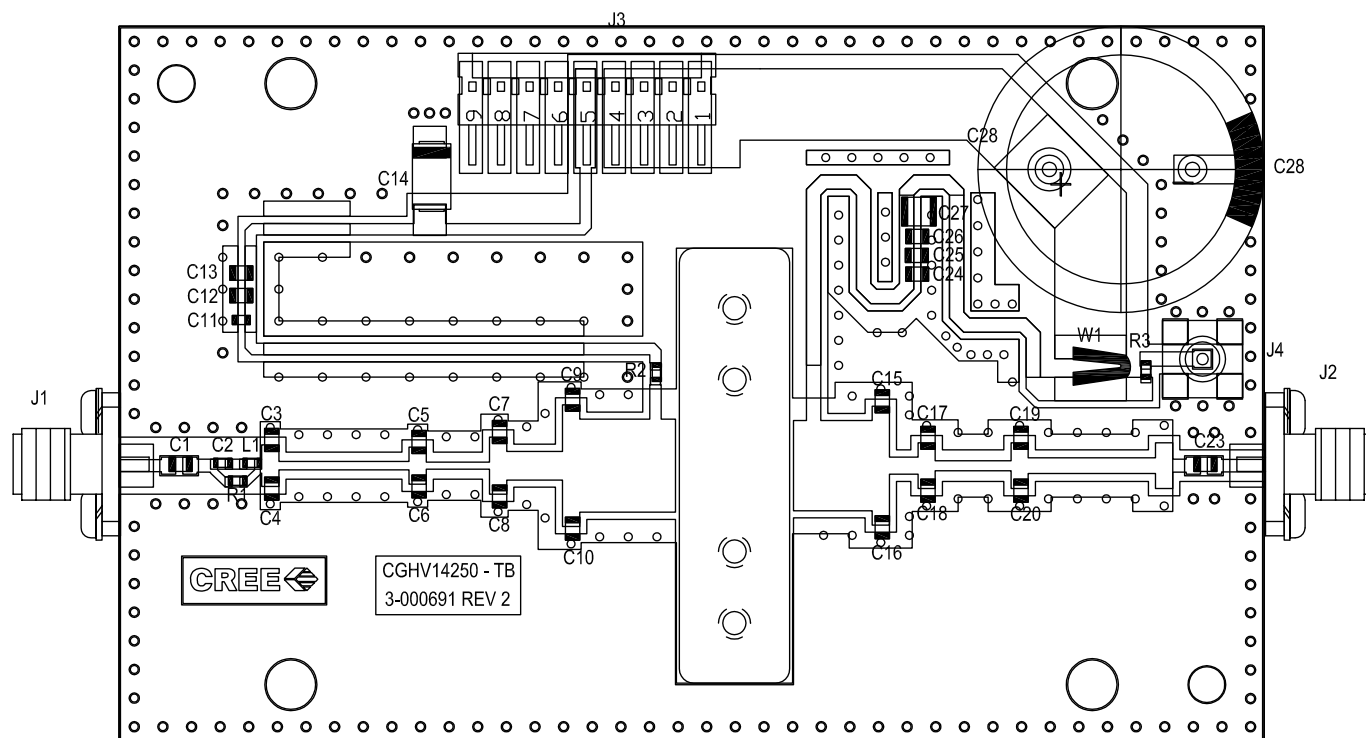 J3
9 8 7 6 5 4 3 2 1
C28
C28
C14
C27
C26
C25
C24
C13
C12
C11
W1
R3
J4
R2
J1
J2
C9
C15
C3
C5
C7
C17
C19
C1
C2
L1
C23
R1
C4
C6
C8
C18
C20
C10
C16
CREE
CGHV14250 - TB
3-000691 REV 2